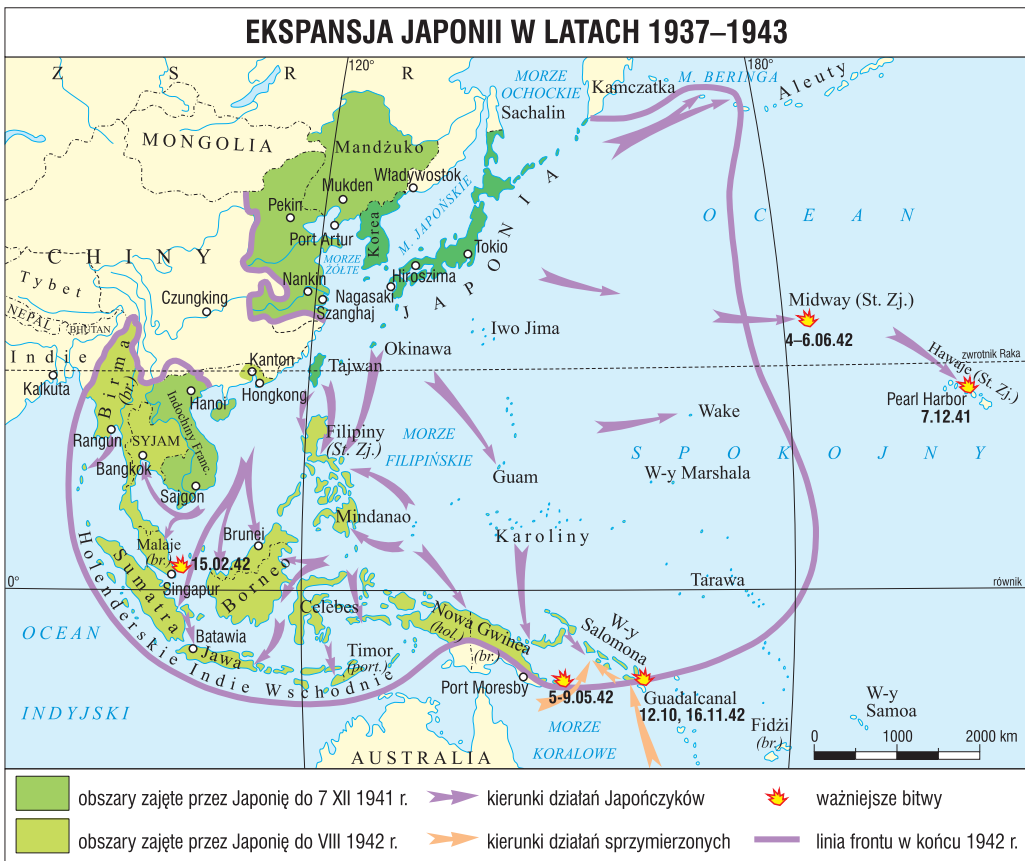 EKSPANSJA JAPONII W LATACH 1937–1943
120°
180°
Z S R R
MORZE
OCHOCKIE
Kamczatka
M. BERINGA
Aleuty
Sachalin
MONGOLIA
Mandżuko
Władywostok
Mukden
Pekin
Port Artur
Korea
M. JAPOŃSKIE
JAPONIA
OCEAN
CHINY
MORZE
ŻÓŁTE
Tokio
Hiroszima
Tybet
Nankin
Nagasaki
Szanghaj
Czungking
Midway (St. Zj.)
4–6.06.42
NEPAL
BHUTAN
Iwo Jima
Indie
Okinawa
Kanton
Tajwan
zwrotnik Raka
Hawaje (St. Zj.)
Kalkuta
Hongkong
Birma
(br.)
Hanoi
Pearl Harbor
7.12.41
Wake
Indochiny Franc.
Rangun
SYJAM
Filipiny
(St. Zj.)
MORZE
FILIPIŃSKIE
SPOKOJNY
Bangkok
Guam
W-y Marshala
Sajgon
Mindanao
Brunei
Karoliny
Malaje
(br.)
15.02.42
0°
Singapur
Tarawa
równik
Sumatra
Borneo
Celebes
Nowa Gwinea
(hol.)
(br.)
W-y
Salomona
OCEAN
Batawia
Jawa
Timor
(port.)
Holenderskie Indie Wschodnie
Port Moresby
5-9.05.42
Guadalcanal
12.10, 16.11.42
W-y
Samoa
INDYJSKI
MORZE
KORALOWE
Fidżi
(br.)
AUSTRALIA
0 1000 2000 km
obszary zajęte przez Japonię do 7 XII 1941 r.
kierunki działań Japończyków
ważniejsze bitwy
obszary zajęte przez Japonię do VIII 1942 r.
kierunki działań sprzymierzonych
linia frontu w końcu 1942 r.